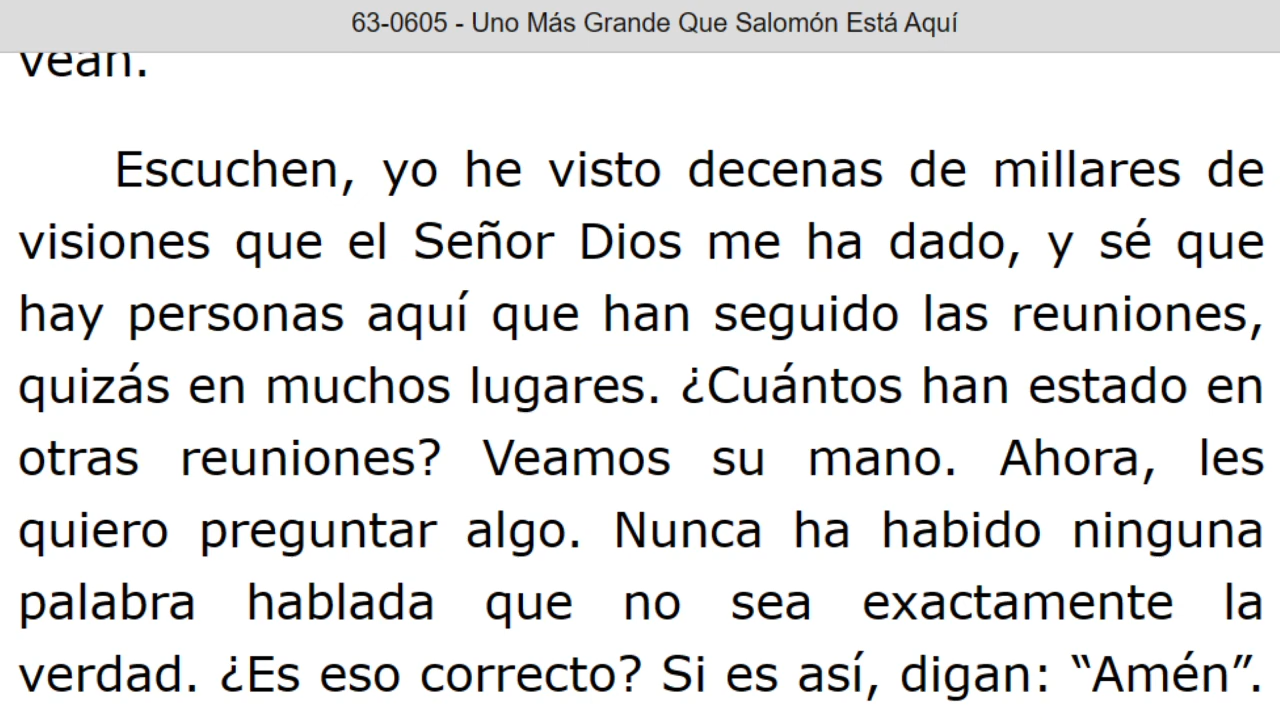 63-0605 - Uno Más Grande Que Salomón Está Aquí
vean.
Escuchen, yo he visto decenas de millares de
visiones que el Señor Dios me ha dado, y sé que
hay personas aquí que han seguido las reuniones,
quizás en muchos lugares. ¿Cuántos han estado en
otras reuniones? Veamos su mano. Ahora, les
quiero preguntar algo. Nunca ha habido ninguna
palabra hablada que no sea exactamente la
verdad. ¿Es eso correcto? Si es así, digan: “Amén”.